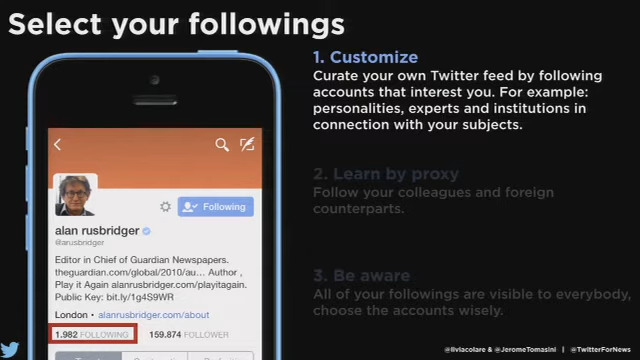 Select your followings
1. Customize
Curate your own Twitter feed by following
accounts that interest you. For example:
personalities, experts and institutions in
connection with your subjects.
2. Learn by proxy
Follow your colleagues and foreign
counterparts.
3. Be aware
All of your followings are visible to everybody,
choose the accounts wisely.
Following
alan rusbridger
@arusbridger
Editor in Chief of Guardian Newspapers.
theguardian.com/global/2010/au... Author ,
Play it Again alanrusbridger.com/playitagain.
Public Key: bit.ly/1g4S9WR
London • alanrusbridger.com/about
1.982 FOLLOWING 159.874 FOLLOWER
@liviacolare & @JeromeTomasini | @TwitterForNews